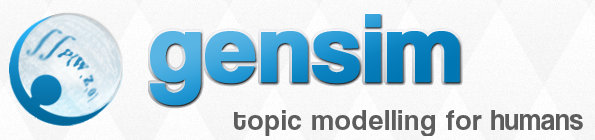 ∫∫P(W,z,θ)
gensim
topic modelling for humans